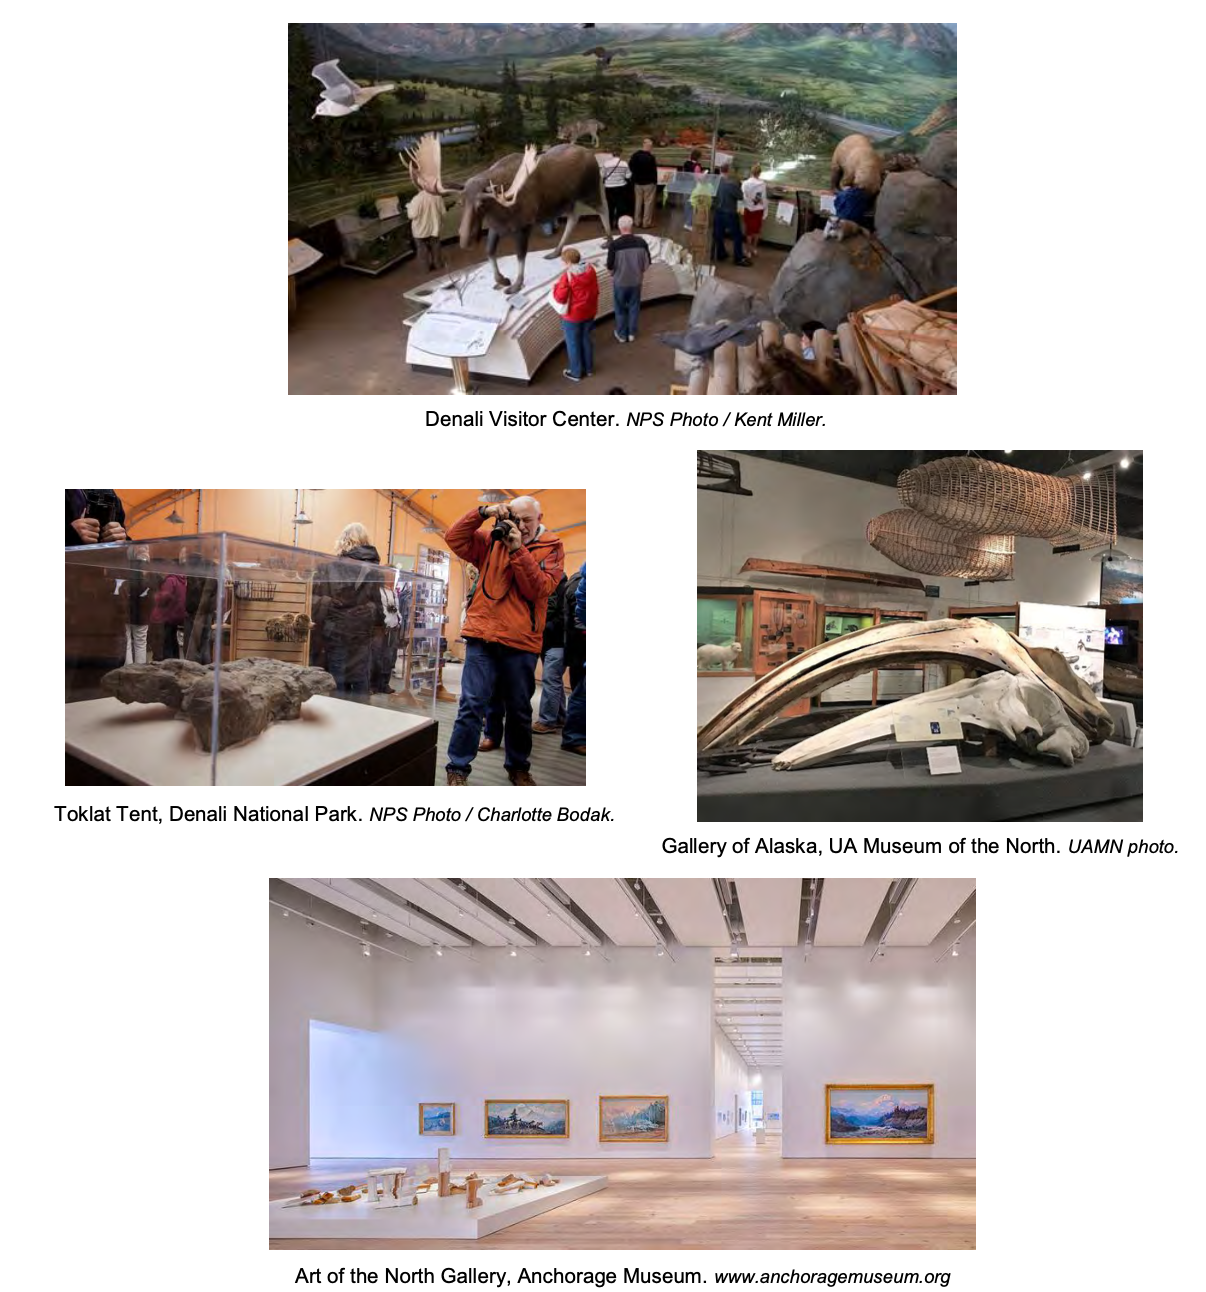 Denali Visitor Center. NPS Photo / Kent Miller.
Toklat Tent, Denali National Park. NPS Photo / Charlotte Bodak.
Gallery of Alaska, UA Museum of the North. UAMN photo.
Art of the North Gallery, Anchorage Museum. www.anchoragemuseum.org